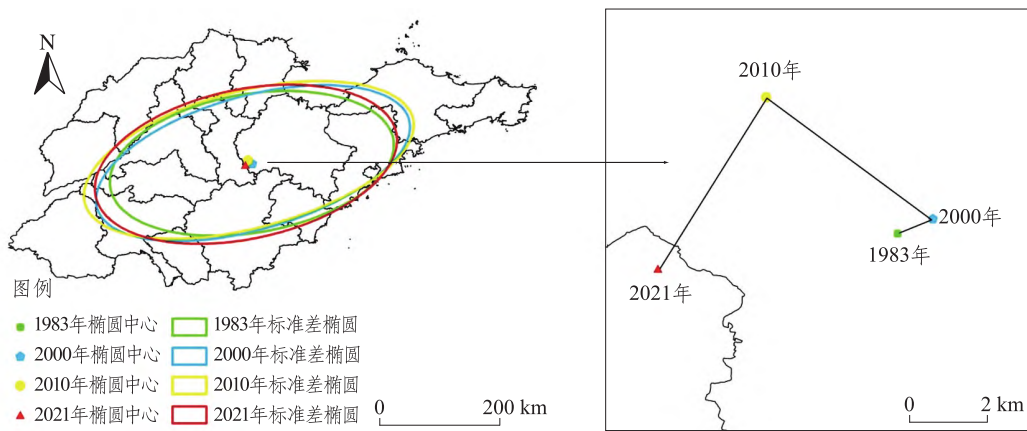 N
图例
1983年椭圆中心
1983年标准差椭圆
2000年椭圆中心
2000年标准差椭圆
2010年椭圆中心
2010年标准差椭圆
2021年椭圆中心
2021年标准差椭圆
0 200 km
2010年
2000年
1983年
2021年
0 2 km